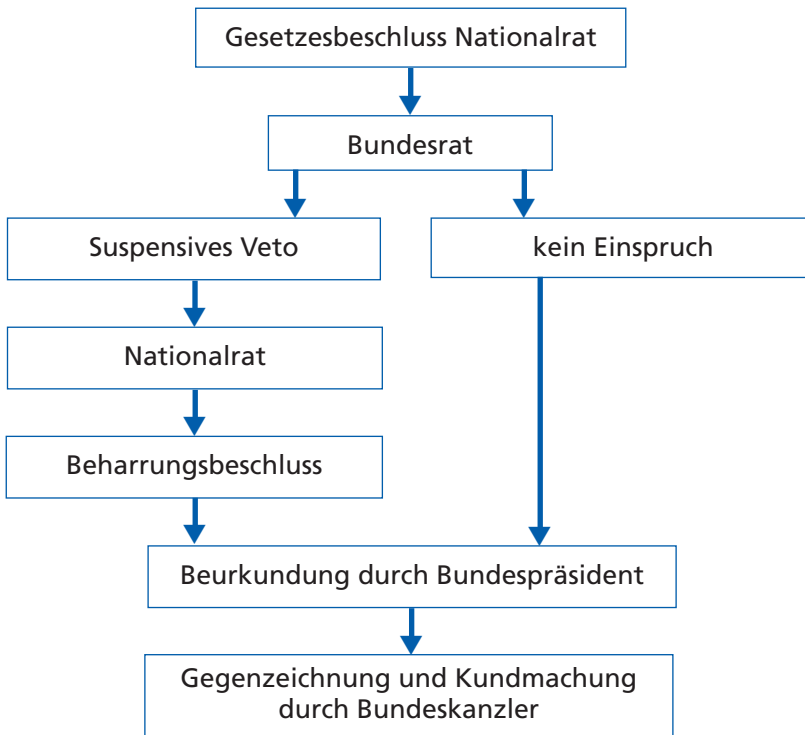 Gesetzesbeschluss Nationalrat
Bundesrat
Suspensives Veto
kein Einspruch
Nationalrat
Beharrungsbeschluss
Beurkundung durch Bundespräsident
Gegenzeichnung und Kundmachung
durch Bundeskanzler